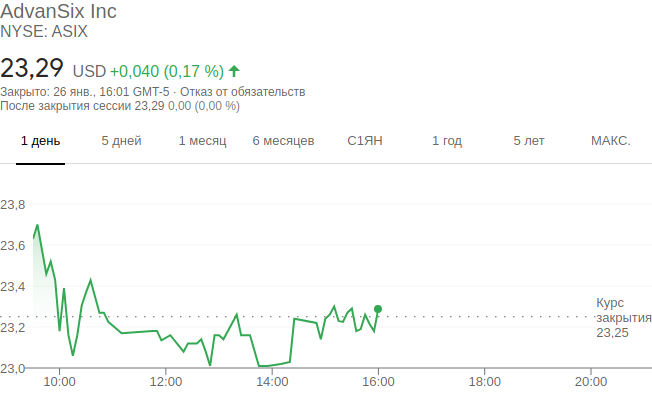 AdvanSix Inc
NYSE: ASIX
23,29 USD +0,040 (0,17 %)
Закрыто: 26 янв., 16:01 GMT-5 · Отказ от обязательств
После закрытия сессии 23,29 0,00 (0,00 %)
1 день 5 дней 1 месяц 6 месяцев С1ЯН 1 год 5 лет МАКС.
23,8
23,6
23,4
23,2
23,0
Курс
закрытия
23,25
10:00 12:00 14:00 16:00 18:00 20:00